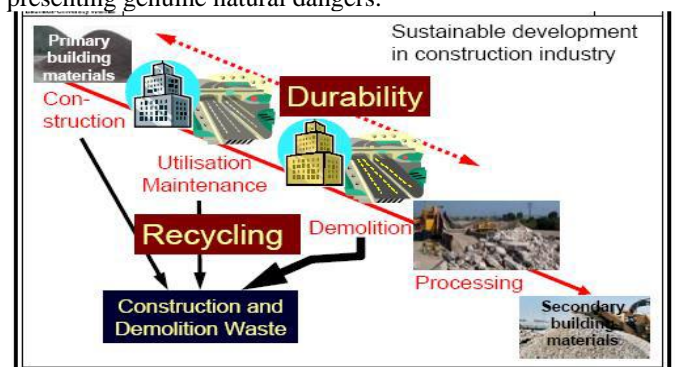 presenting genuine natural dangers.
Sustainable development
in construction industry
Primary
building
materials
Con-
struction
Durability
Utilisation
Maintenance
Recycling
Demolition
Processing
Construction and
Demolition Waste
Secondary
building
materials